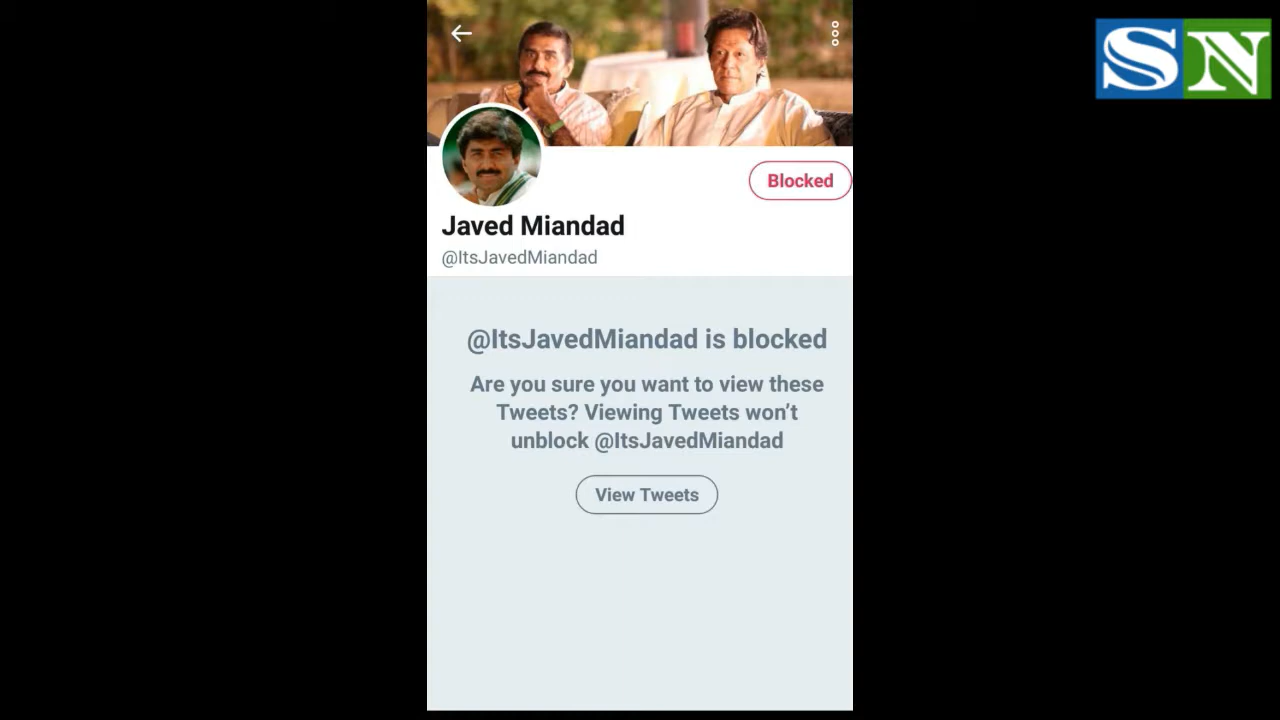 SN
Blocked
Javed Miandad
@ItsJavedMiandad
@ItsJavedMiandad is blocked
Are you sure you want to view these
Tweets? Viewing Tweets won’t
unblock @ItsJavedMiandad
View Tweets